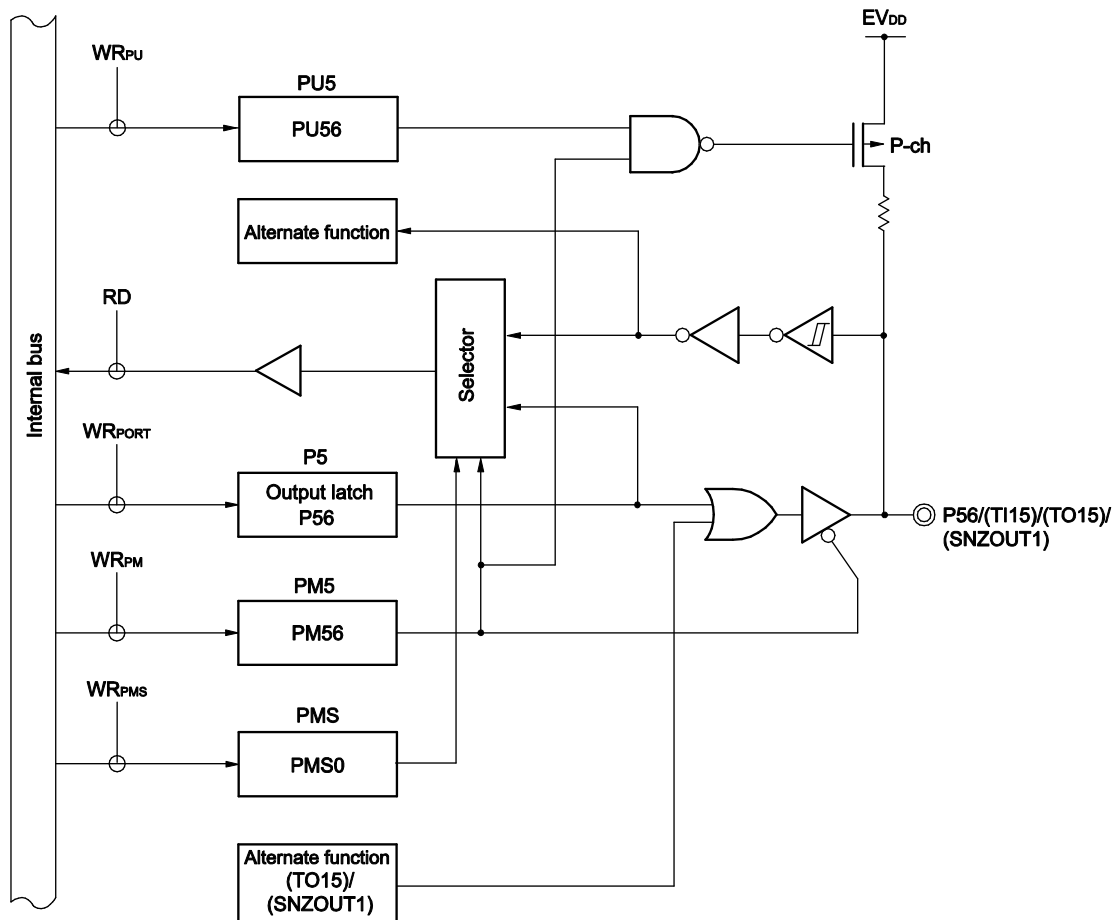 EVDD
WRPU
PU5
PU56
P-ch
Alternate function
RD
Selector
Internal bus
WRPORT
P5
Output latch
P56
P56/(TI15)/(TO15)/
(SNZOUT1)
WRPM
PM5
PM56
WRPMS
PMS
PMS0
Alternate function
(TO15)/
(SNZOUT1)